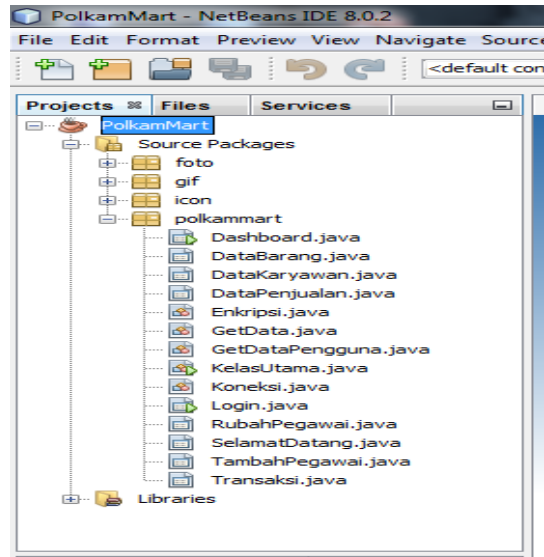 PolkamMart - NetBeans IDE 8.0.2
File Edit Format Preview View Navigate Source
<default con
Projects Files Services
PolkamMart
Source Packages
foto
gif
icon
polkammart
Dashboard.java
DataBarang.java
DataKaryawan.java
DataPenjualan.java
Enkripsi.java
GetData.java
GetDataPengguna.java
KelasUtama.java
Koneksi.java
Login.java
RubahPegawai.java
SelamatDatang.java
TambahPegawai.java
Transaksi.java
Libraries